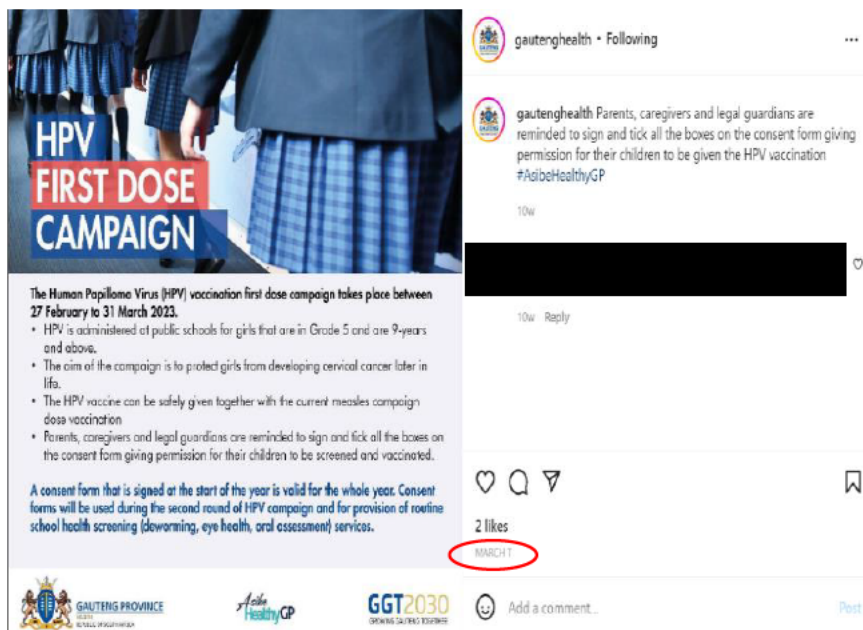 HPV
FIRST DOSE
CAMPAIGN
The Human Papilloma Virus (HPV) vaccination first dose campaign takes place between
27 February to 31 March 2023.
• HPV is administered at public schools for girls that are in Grade 5 and are 9-years
and above.
• The aim of the campaign is to protect girls from developing cervical cancer later in
life.
• The HPV vaccine can be safely given together with the current measles campaign
dose vaccination
• Parents, caregivers and legal guardians are reminded to sign and tick all the boxes on
the consent form giving permission for their children to be screened and vaccinated.
A consent form that is signed at the start of the year is valid for the whole year. Consent
forms will be used during the second round of HPV campaign and for provision of routine
school health screening (deworming, eye health, oral assessment) services.
GAUTENG PROVINCE
REPUBLIC OF SOUTH AFRICA
Asibe
HealthyGP
GGT2030
GROWING GAUTENG TOGETHER
gautenghealth • Following
gautenghealth Parents, caregivers and legal guardians are
reminded to sign and tick all the boxes on the consent form giving
permission for their children to be given the HPV vaccination
#AsibeHealthyGP
10w
10w Reply
2 likes
MARCH T
Add a comment...
Post